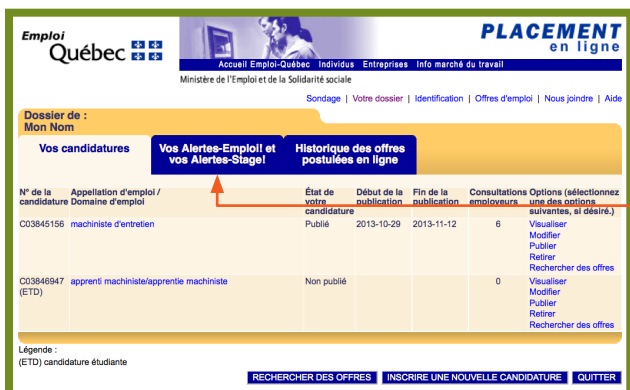 Emploi
Québec
PLACEMENT
en ligne
Accueil Emploi-Québec Individus Entreprises Info marché du travail
Ministère de l'Emploi et de la Solidarité sociale
Sondage | Votre dossier | Identification | Offres d'emploi | Nous joindre | Aide
Dossier de :
Mon Nom
Vos candidatures
Vos Alertes-Emploi! et
vos Alertes-Stage!
Historique des offres
postulées en ligne
N° de la candidature
Appellation d'emploi /
Domaine d'emploi
État de votre candidature
Début de la publication
Fin de la publication
Consultations employeurs
Options (sélectionnez
une des options
suivantes, si désiré.)
C03845156 machiniste d'entretien Publié 2013-10-29 2013-11-12 6 Visualiser
Modifier
Publier
Retirer
Rechercher des offres
C03846947 apprenti machiniste/apprentie machiniste Non publié 0 Visualiser
(ETD) Modifier
Publier
Retirer
Rechercher des offres
Légende :
(ETD) candidature étudiante
RECHERCHER DES OFFRES INSCRIRE UNE NOUVELLE CANDIDATURE QUITTER